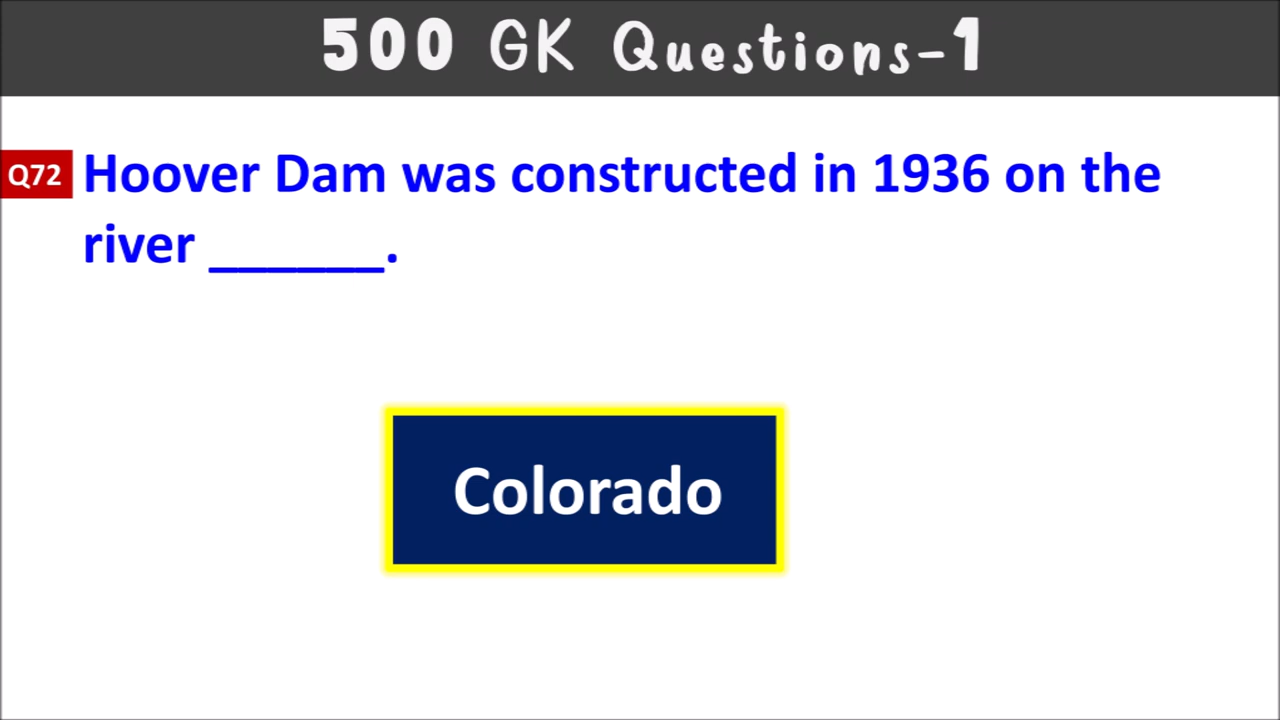 500 GK Questions-1
Q72 Hoover Dam was constructed in 1936 on the
river ______.
Colorado